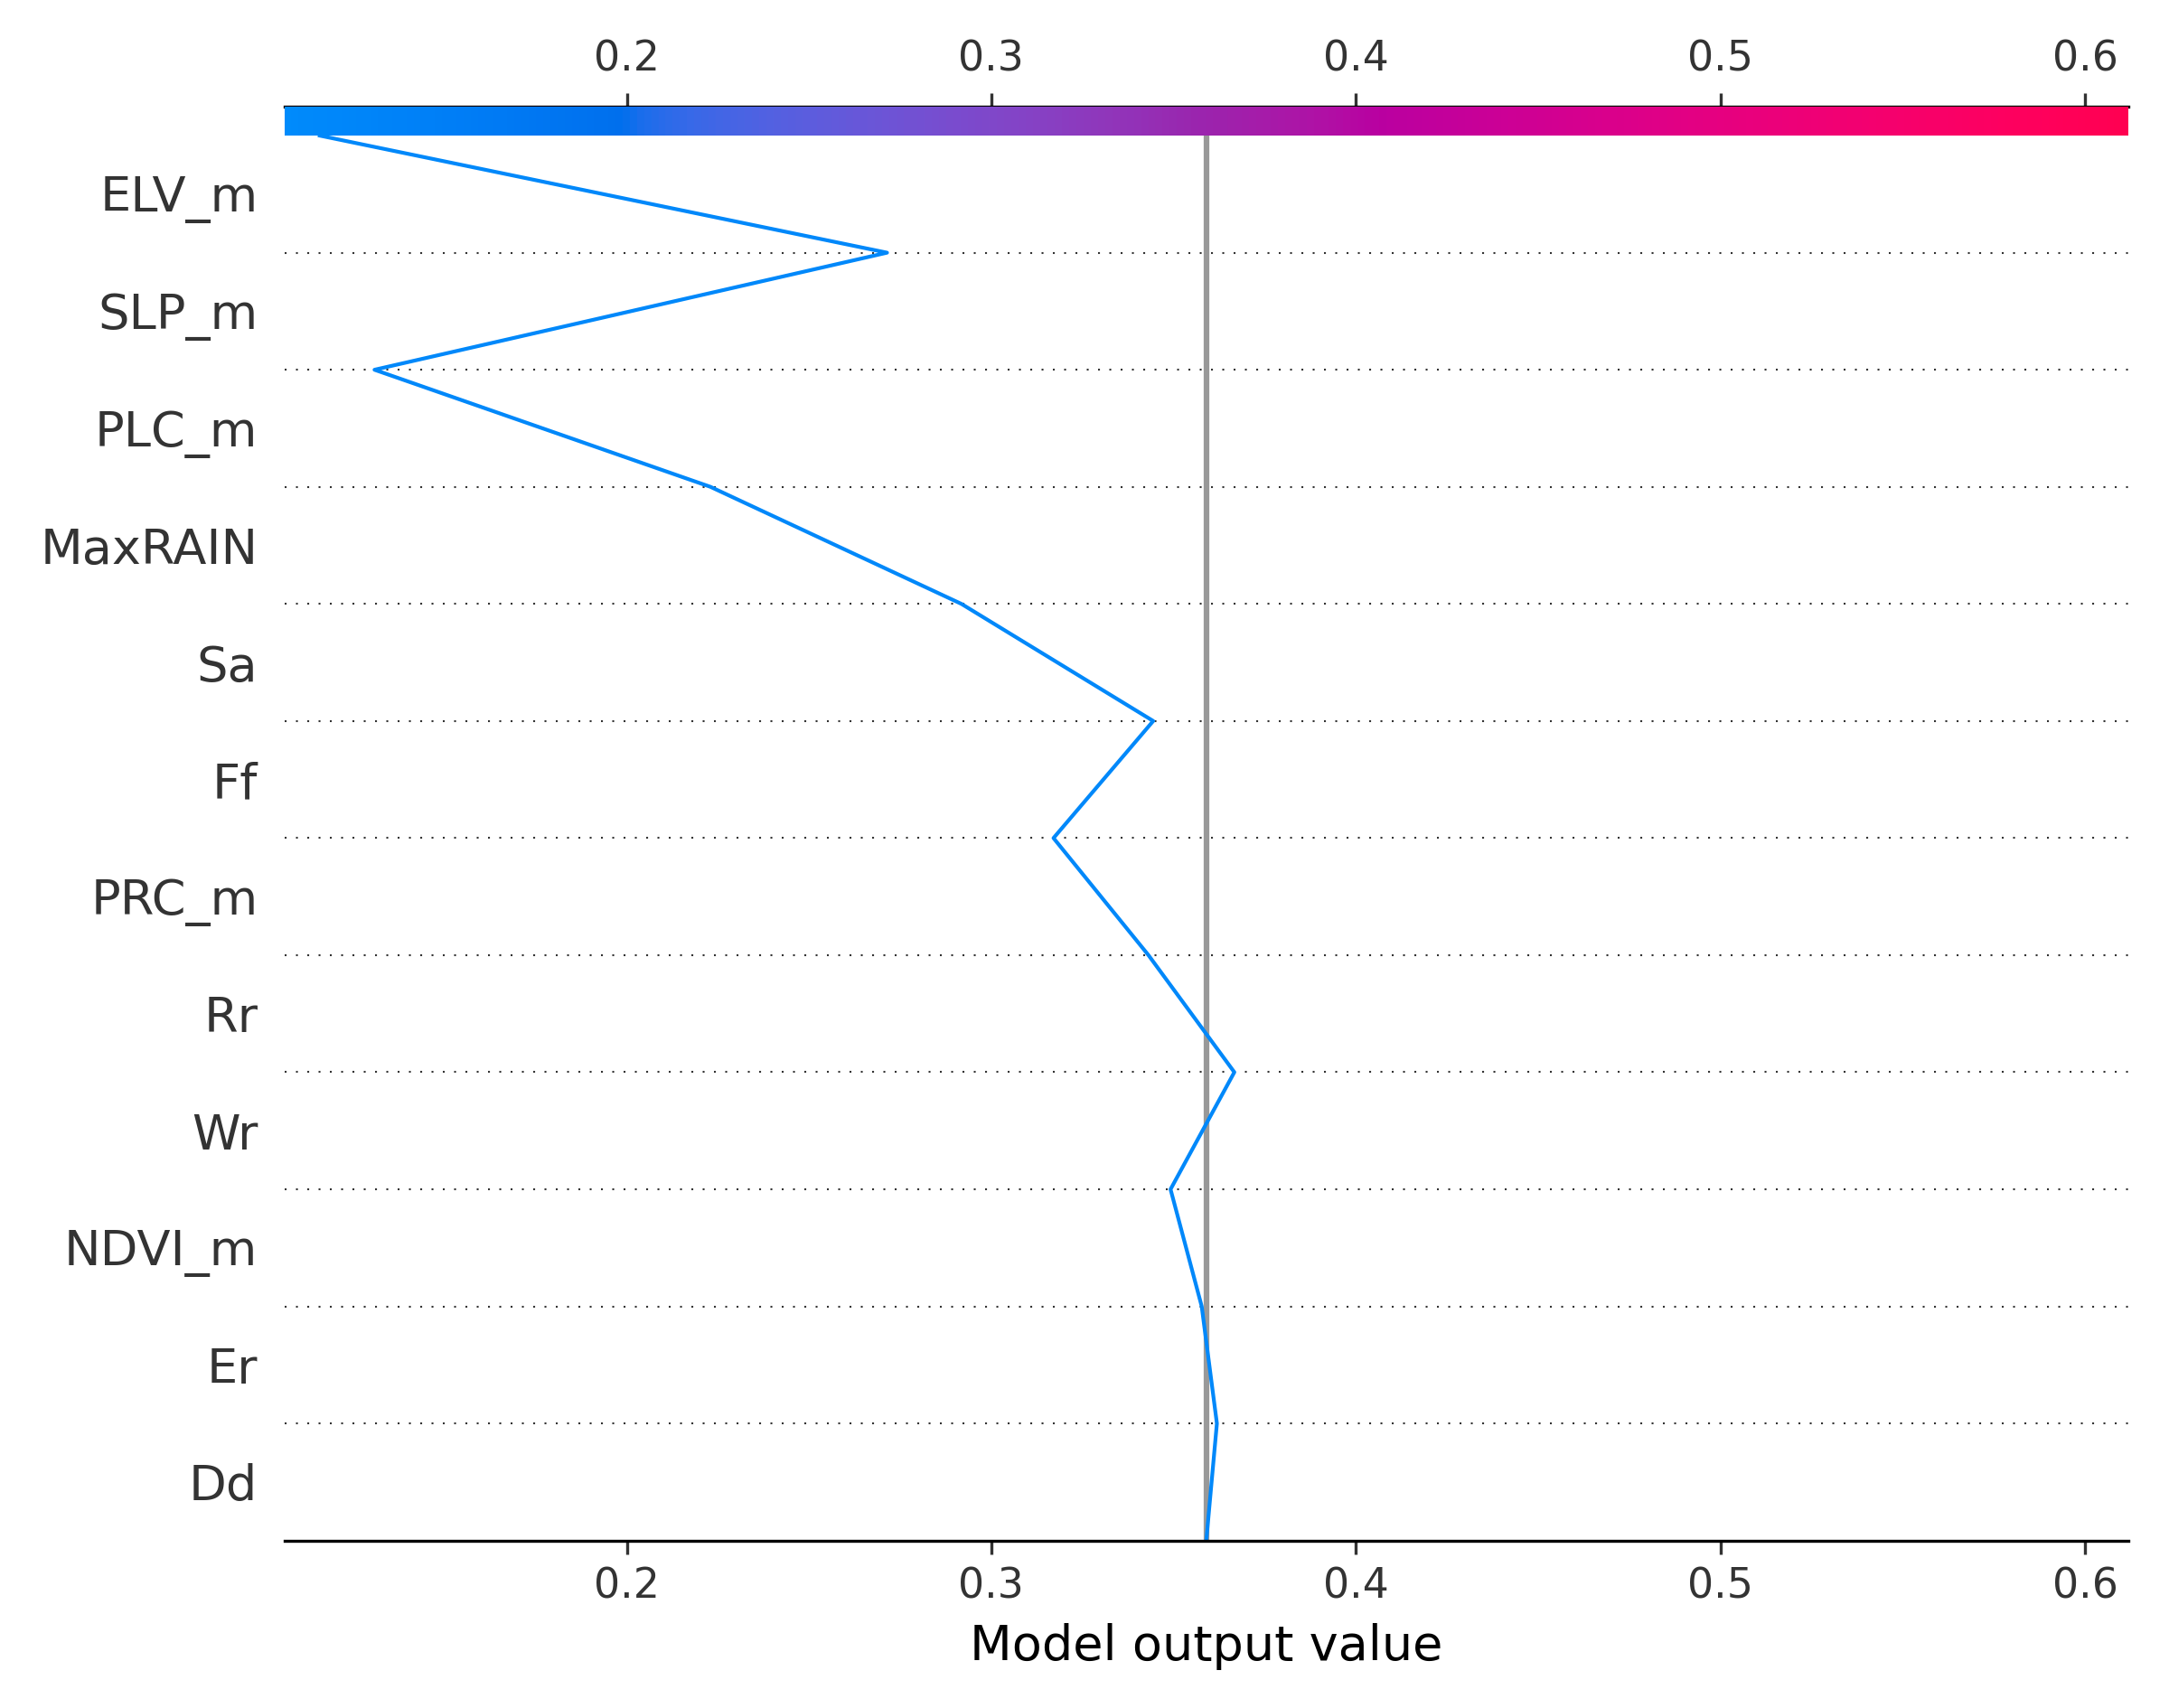 0.2 0.3 0.4 0.5 0.6
ELV_m
SLP_m
PLC_m
MaxRAIN
Sa
Ff
PRC_m
Rr
Wr
NDVI_m
Er
Dd
0.2 0.3 0.4 0.5 0.6
Model output value